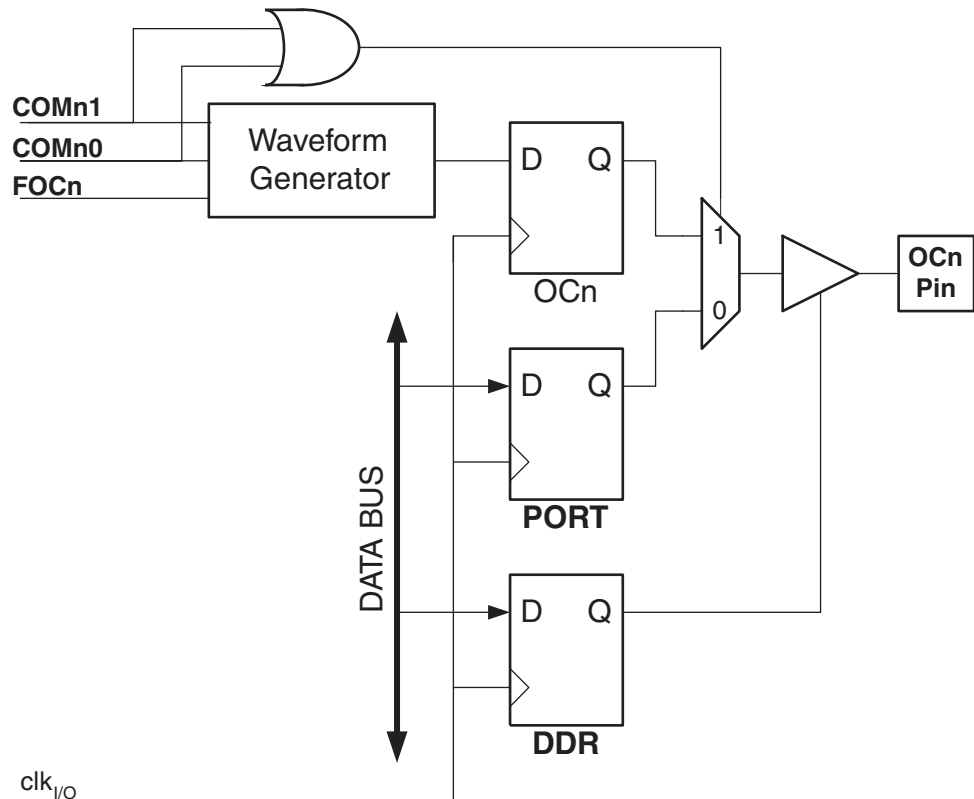 COMn1
COMn0
FOCn
Waveform
Generator
D Q
OCn
1
0
OCn
Pin
D Q
PORT
DATA BUS
D Q
DDR
clkI/O